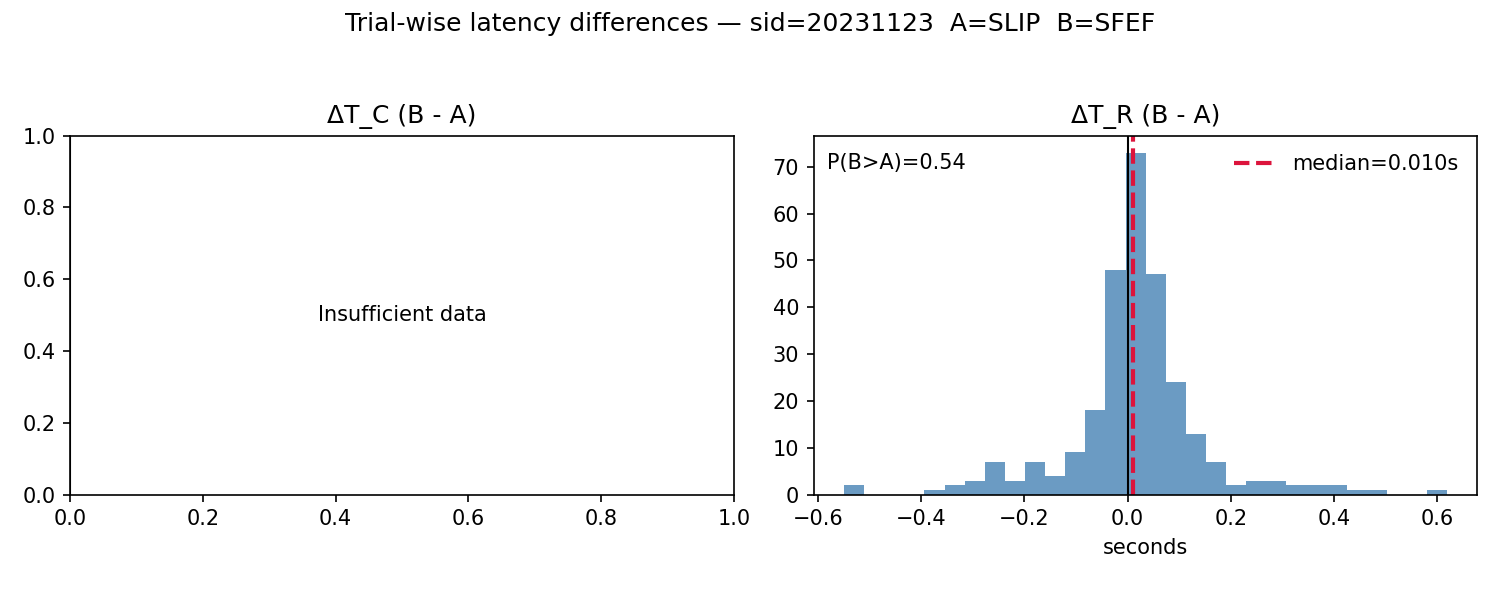 Trial-wise latency differences — sid=20231123  A=SLIP  B=SFEF
ΔT_C (B - A)
1.0
0.8
0.6
0.4
0.2
0.0
Insufficient data
0.0 0.2 0.4 0.6 0.8 1.0
ΔT_R (B - A)
P(B>A)=0.54
median=0.010s
70
60
50
40
30
20
10
0
−0.6 −0.4 −0.2 0.0 0.2 0.4 0.6
seconds